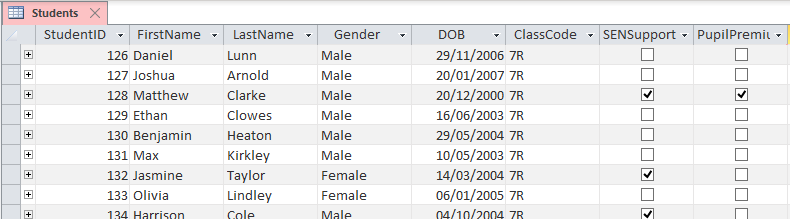 Students
StudentID FirstName LastName Gender DOB ClassCode SENSupport PupilPremiu
126 Daniel Lunn Male 29/11/2006 7R
127 Joshua Arnold Male 20/01/2007 7R
128 Matthew Clarke Male 20/12/2000 7R
129 Ethan Clowes Male 16/06/2003 7R
130 Benjamin Heaton Male 29/05/2004 7R
131 Max Kirkley Male 10/05/2003 7R
132 Jasmine Taylor Female 14/03/2004 7R
133 Olivia Lindley Female 06/01/2005 7R
134 Harrison Cole Male 04/10/2004 7R